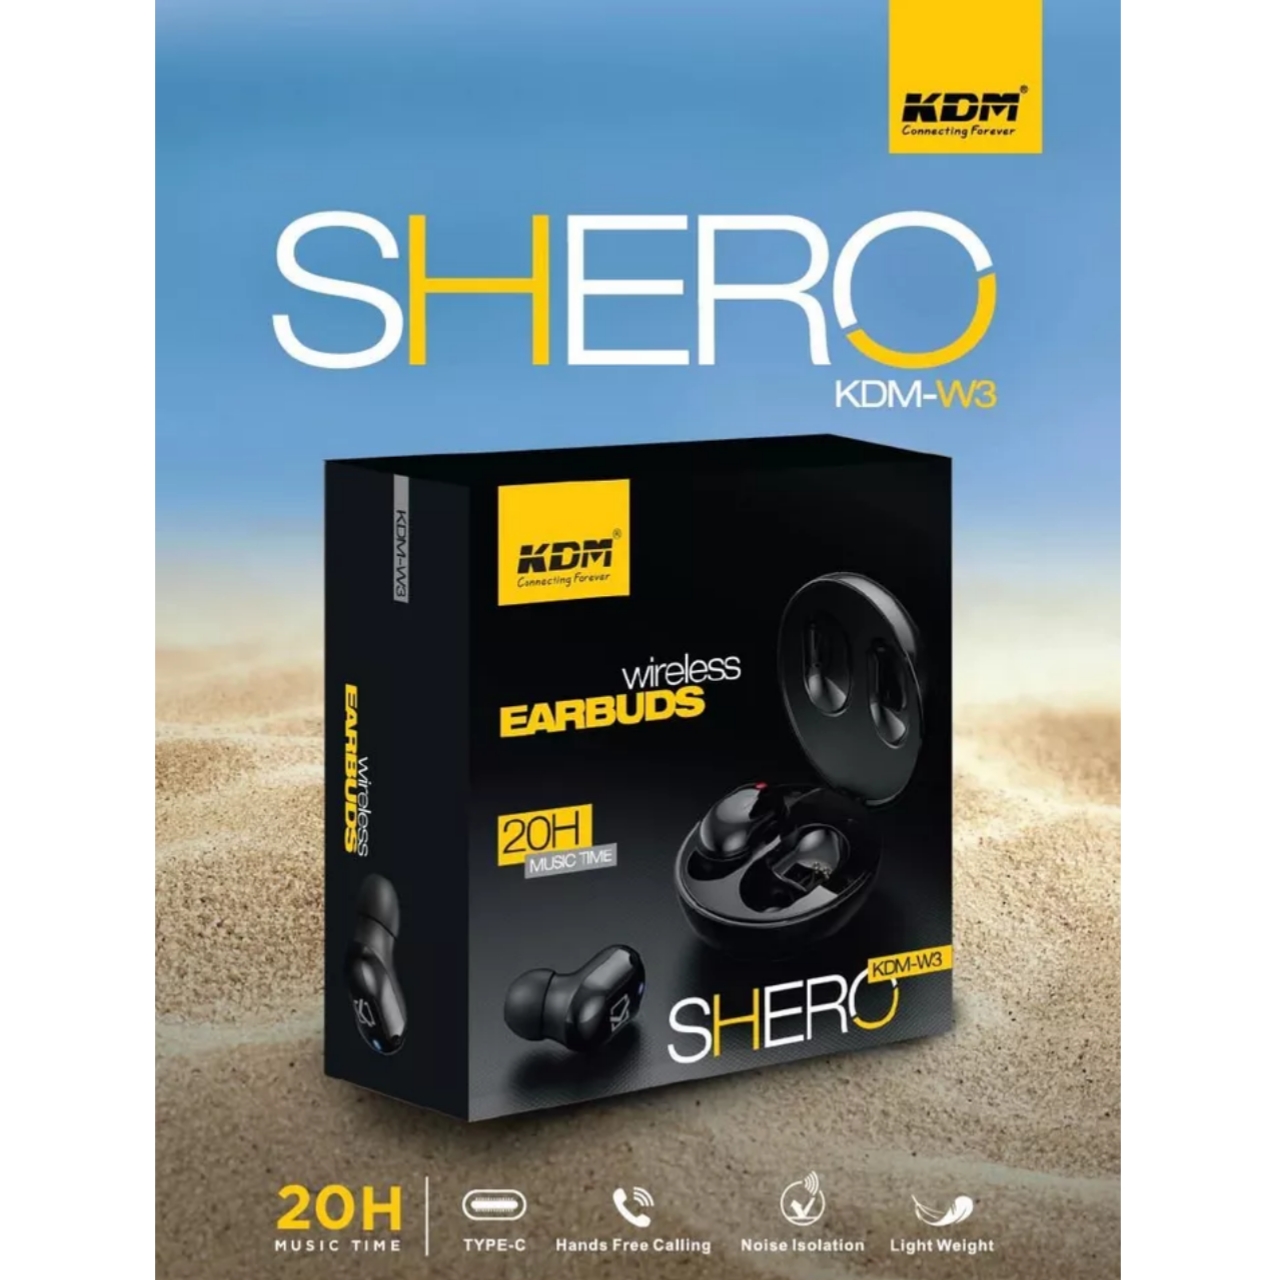 KDM®
Connecting Forever
SHERO
KDM-W3
KDM-W3
KDM®
Connecting Forever
wireless
EARBUDS
wireless
EARBUDS
20H
MUSIC TIME
KDM-W3
SHERO
20H
MUSIC TIME
TYPE-C
Hands Free Calling
Noise Isolation
Light Weight